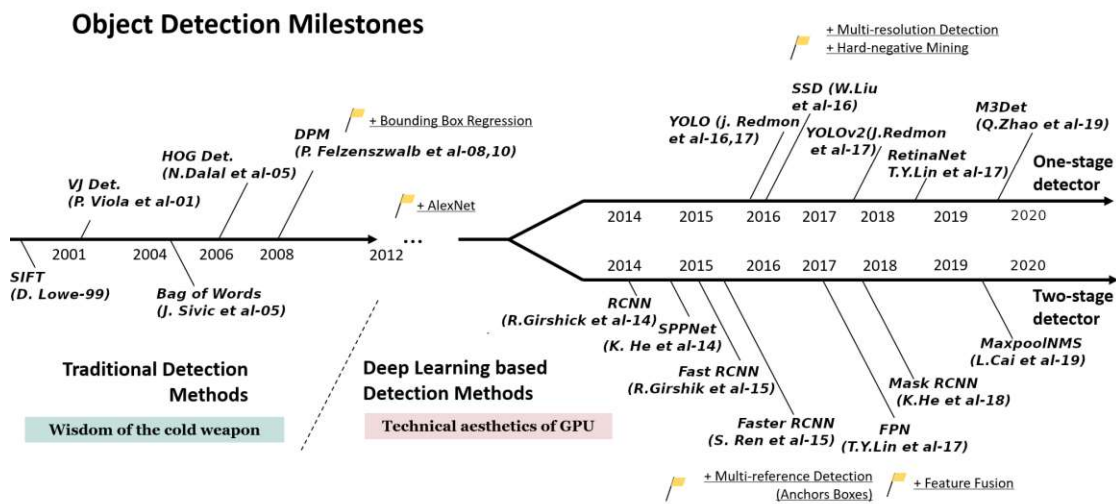 Object Detection Milestones
+ Multi-resolution Detection
+ Hard-negative Mining
SSD (W.Liu
et al-16)
YOLO (j. Redmon
et al-16,17)
YOLOv2(J.Redmon
et al-17)
RetinaNet
T.Y.Lin et al-17)
M3Det
(Q.Zhao et al-19)
One-stage
detector
+ Bounding Box Regression
DPM
(P. Felzenszwalb et al-08,10)
HOG Det.
(N.Dalal et al-05)
VJ Det.
(P. Viola et al-01)
+ AlexNet
...
2014 2015 2016 2017 2018 2019 2020
2001 2004 2006 2008 2012
2014 2015 2016 2017 2018 2019 2020
SIFT
(D. Lowe-99)
Bag of Words
(J. Sivic et al-05)
RCNN
(R.Girshick et al-14)
SPPNet
(K. He et al-14)
Fast RCNN
(R.Girshik et al-15)
Faster RCNN
(S. Ren et al-15)
FPN
(T.Y.Lin et al-17)
Mask RCNN
(K.He et al-18)
MaxpoolNMS
(L.Cai et al-19)
Two-stage
detector
Traditional Detection
Methods
Wisdom of the cold weapon
Deep Learning based
Detection Methods
Technical aesthetics of GPU
+ Multi-reference Detection
(Anchors Boxes)
+ Feature Fusion